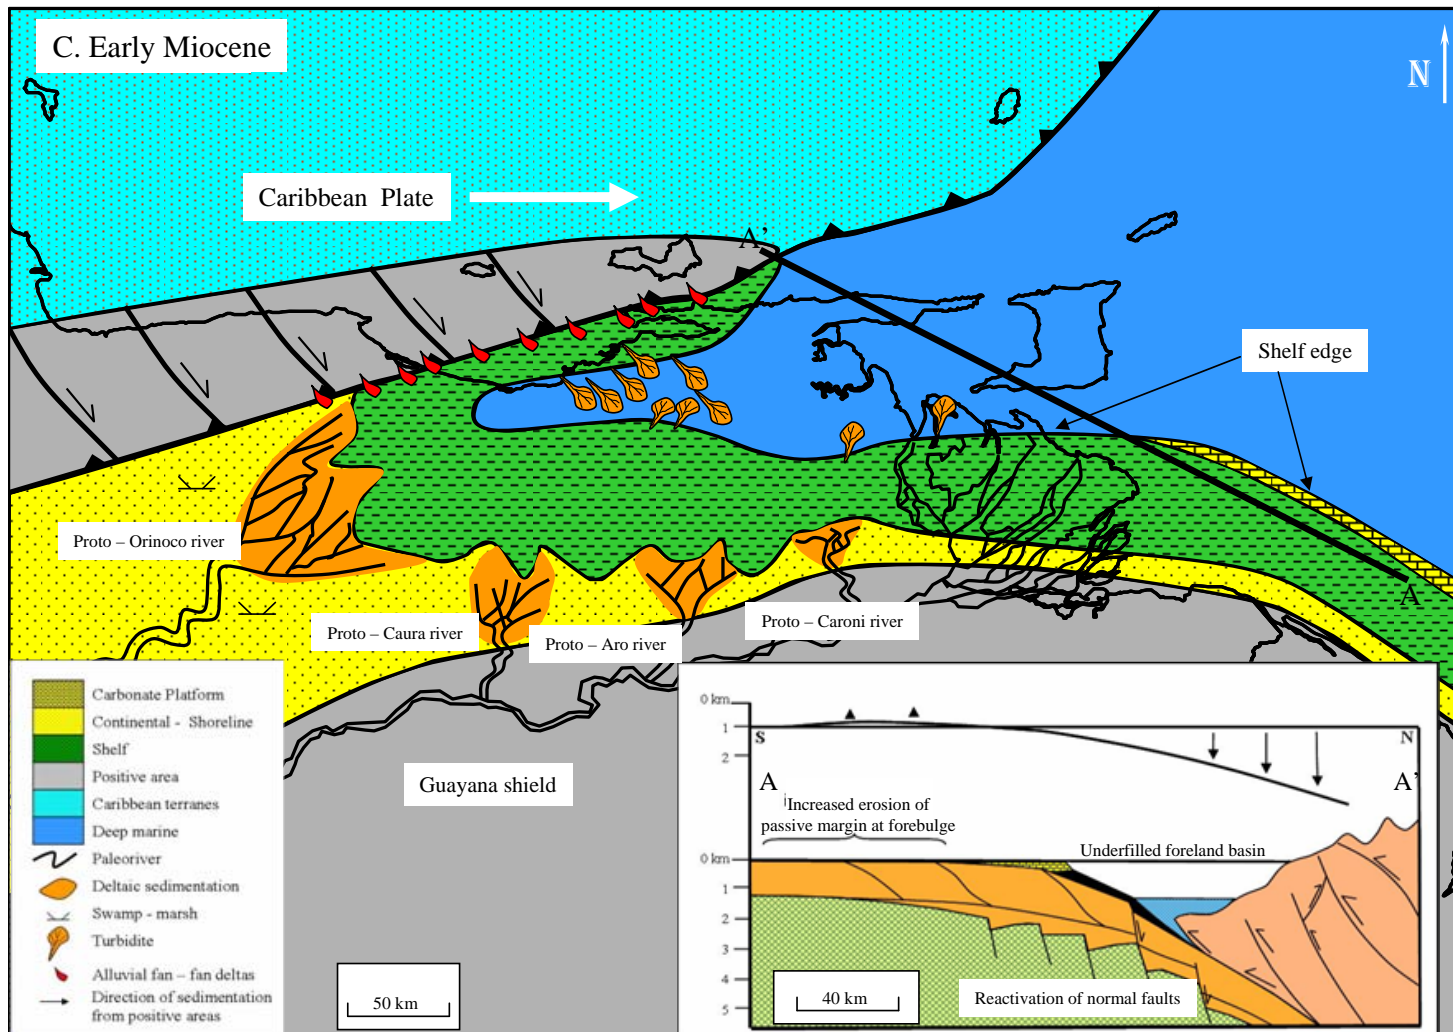 C. Early Miocene
N
Caribbean Plate
A’
Shelf edge
A
Proto – Orinoco river
Proto – Caura river
Proto – Aro river
Proto – Caroni river
Guayana shield
Carbonate Platform
Continental - Shoreline
Shelf
Positive area
Caribbean terranes
Deep marine
Paleoriver
Deltaic sedimentation
Swamp - marsh
Turbidite
Alluvial fan – fan deltas
Direction of sedimentation
from positive areas
50 km
0 km
1
2
S
N
A
A’
Increased erosion of
passive margin at forebulge
Underfilled foreland basin
0 km
1
2
3
4
5
40 km
Reactivation of normal faults